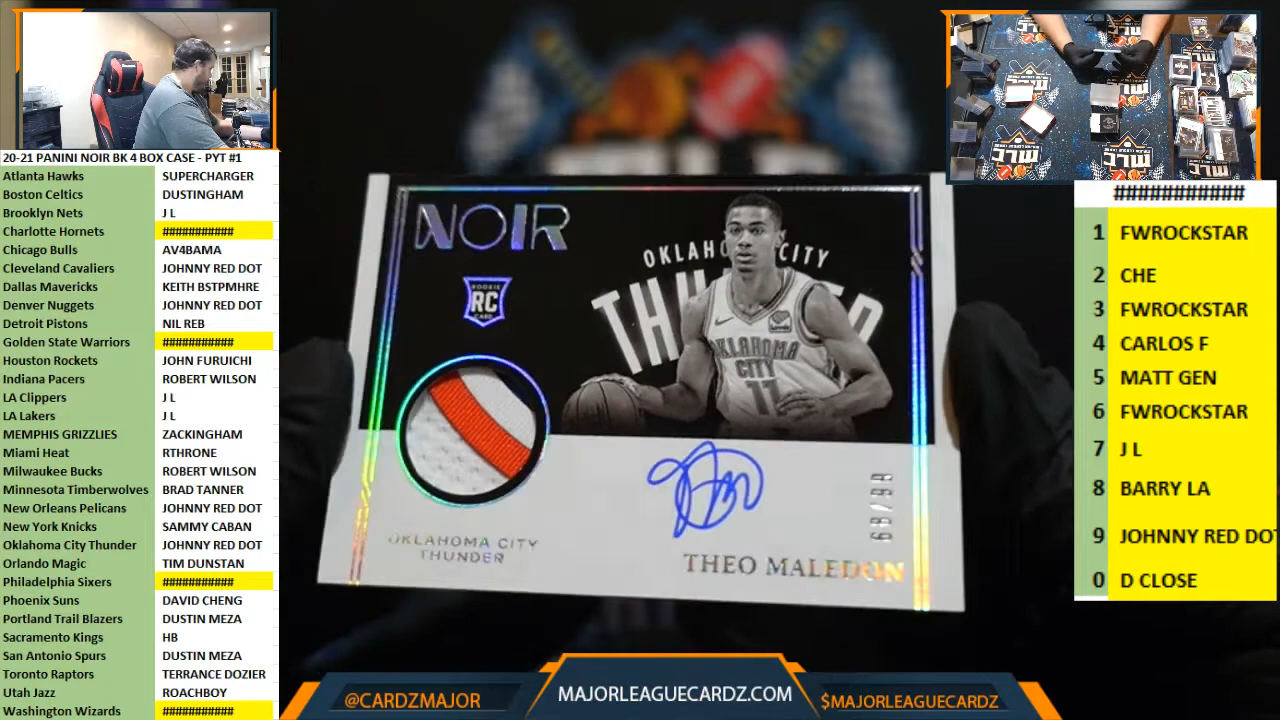 20-21 PANINI NOIR BK 4 BOX CASE - PYT #1
Atlanta Hawks SUPERCHARGER
Boston Celtics DUSTINGHAM
Brooklyn Nets J L
Charlotte Hornets ###########
Chicago Bulls AV4BAMA
Cleveland Cavaliers JOHNNY RED DOT
Dallas Mavericks KEITH BSTPMHRE
Denver Nuggets JOHNNY RED DOT
Detroit Pistons NIL REB
Golden State Warriors ###########
Houston Rockets JOHN FURUICHI
Indiana Pacers ROBERT WILSON
LA Clippers J L
LA Lakers J L
MEMPHIS GRIZZLIES ZACKINGHAM
Miami Heat RTHRONE
Milwaukee Bucks ROBERT WILSON
Minnesota Timberwolves BRAD TANNER
New Orleans Pelicans JOHNNY RED DOT
New York Knicks SAMMY CABAN
Oklahoma City Thunder JOHNNY RED DOT
Orlando Magic TIM DUNSTAN
Philadelphia Sixers ###########
Phoenix Suns DAVID CHENG
Portland Trail Blazers DUSTIN MEZA
Sacramento Kings HB
San Antonio Spurs DUSTIN MEZA
Toronto Raptors TERRANCE DOZIER
Utah Jazz ROACHBOY
Washington Wizards ###########
NOIR
ROOKIE
RC
CARD
OKLAHOMA CITY
THUNDER
OKLAHOMA
CITY
11
OKLAHOMA CITY
THUNDER
THEO MALEDON
############
1 FWROCKSTAR
2 CHE
3 FWROCKSTAR
4 CARLOS F
5 MATT GEN
6 FWROCKSTAR
7 J L
8 BARRY LA
9 JOHNNY RED DO
0 D CLOSE
@CARDZMAJOR
MAJORLEAGUECARDZ.COM
$MAJORLEAGUECARDZ